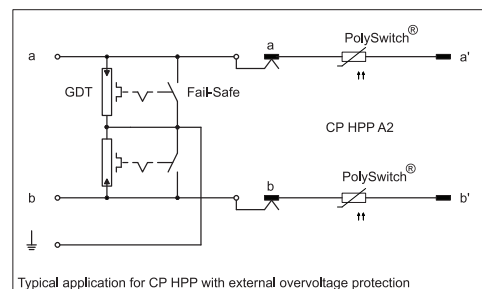 a
a
PolySwitch®
a'
GDT
Fail-Safe
CP HPP A2
PolySwitch®
b
b
b'
Typical application for CP HPP with external overvoltage protection